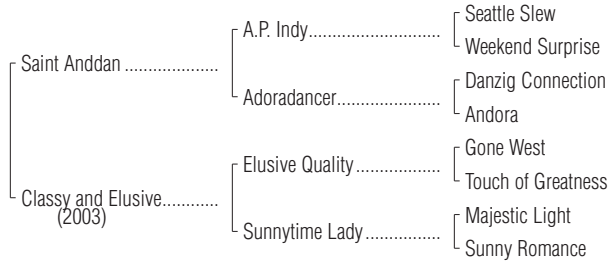 Seattle Slew
A.P. Indy..............................
Weekend Surprise
Saint Anddan .....................
Danzig Connection
Adoradancer.......................
Andora
Gone West
Elusive Quality ...................
Touch of Greatness
Classy and Elusive............
(2003)
Majestic Light
Sunnytime Lady.................
Sunny Romance